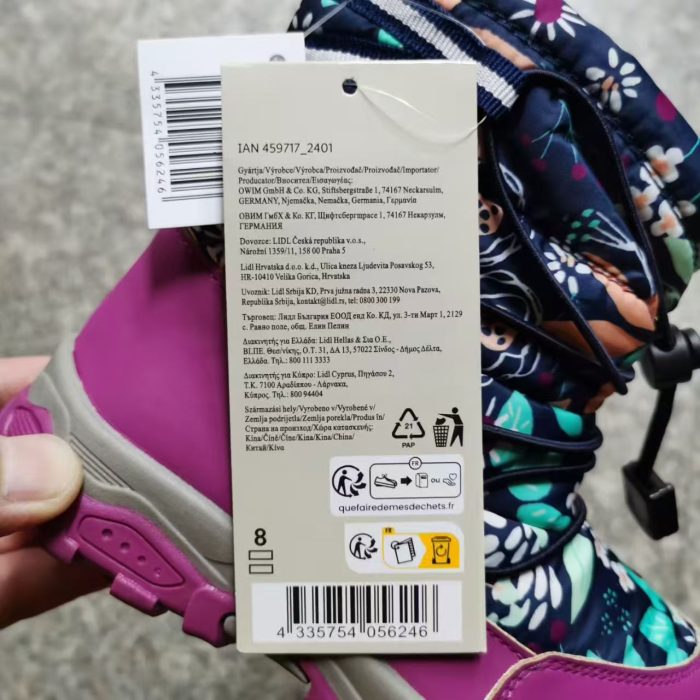 4335754 056246
IAN 459717_2401
Gyártja/Výrobce/Výrobca/Proizvođač/Proizvođač/Importator/
Producator/Вносител/Εισαγωγέας:
OWIM GmbH & Co. KG, Stiftsbergstraße 1, 74167 Neckarsulm,
GERMANY, Njemačka, Nemačka, Germania, Γερμανία
ОВИМ ГмбХ & Ко. КГ, Щифтсбергщрасе 1, 74167 Некарзулм,
ГЕРМАНИЯ
Dovozce: LIDL Česká republika v.o.s.,
Nárožní 1359/11, 158 00 Praha 5
Lidl Hrvatska d.o.o. k.d., Ulica kneza Ljudevita Posavskog 53,
HR-10410 Velika Gorica, Hrvatska
Uvoznik: Lidl Srbija KD, Prva južna radna 3, 22330 Nova Pazova,
Republika Srbija, kontakt@lidl.rs, tel: 0800 300 199
Търговец: Лидл България ЕООД енд Ко. КД, ул. 3-ти Март 1, 2129
с. Равно поле, общ. Елин Пелин
Διακινητής για Ελλάδα: Lidl Hellas & Σια Ο.Ε.,
ΒΙ.ΠΕ. Θεσ/νίκης, Ο.Τ. 31, ΔΑ 13, 57022 Σίνδος - Δήμος Δέλτα,
Ελλάδα. Τηλ.: 800 111 3333
Διακινητής για Κύπρο: Lidl Cyprus, Πηγάσου 2,
Τ.Κ. 7100 Αραδίππου - Λάρνακα,
Κύπρος. Τηλ.: 800 94404
Származási hely/Vyrobeno v/Vyrobené v/
Zemlja podrijetla/Zemlja porekla/Produs în/
Страна на произход/Χώρα κατασκευής:
Kína/Čína/Čína/Kina/Kina/China/
Китай/Κίνα
21
PAP
FR
ou
quefairedemesdechets.fr
8
FR
4 335754 056246